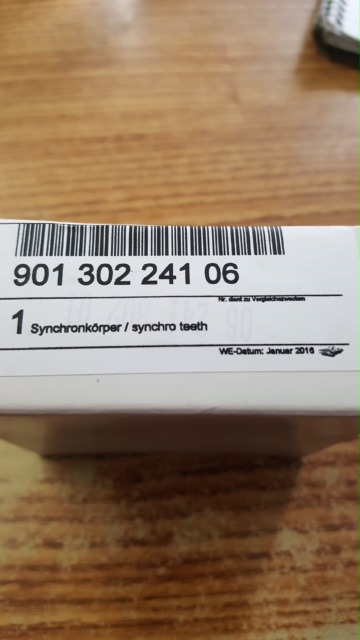 901 302 241 06
Nr. dient zu Vergleichszwecken
1 Synchronkörper / synchro teeth
WE-Datum: Januar 2016